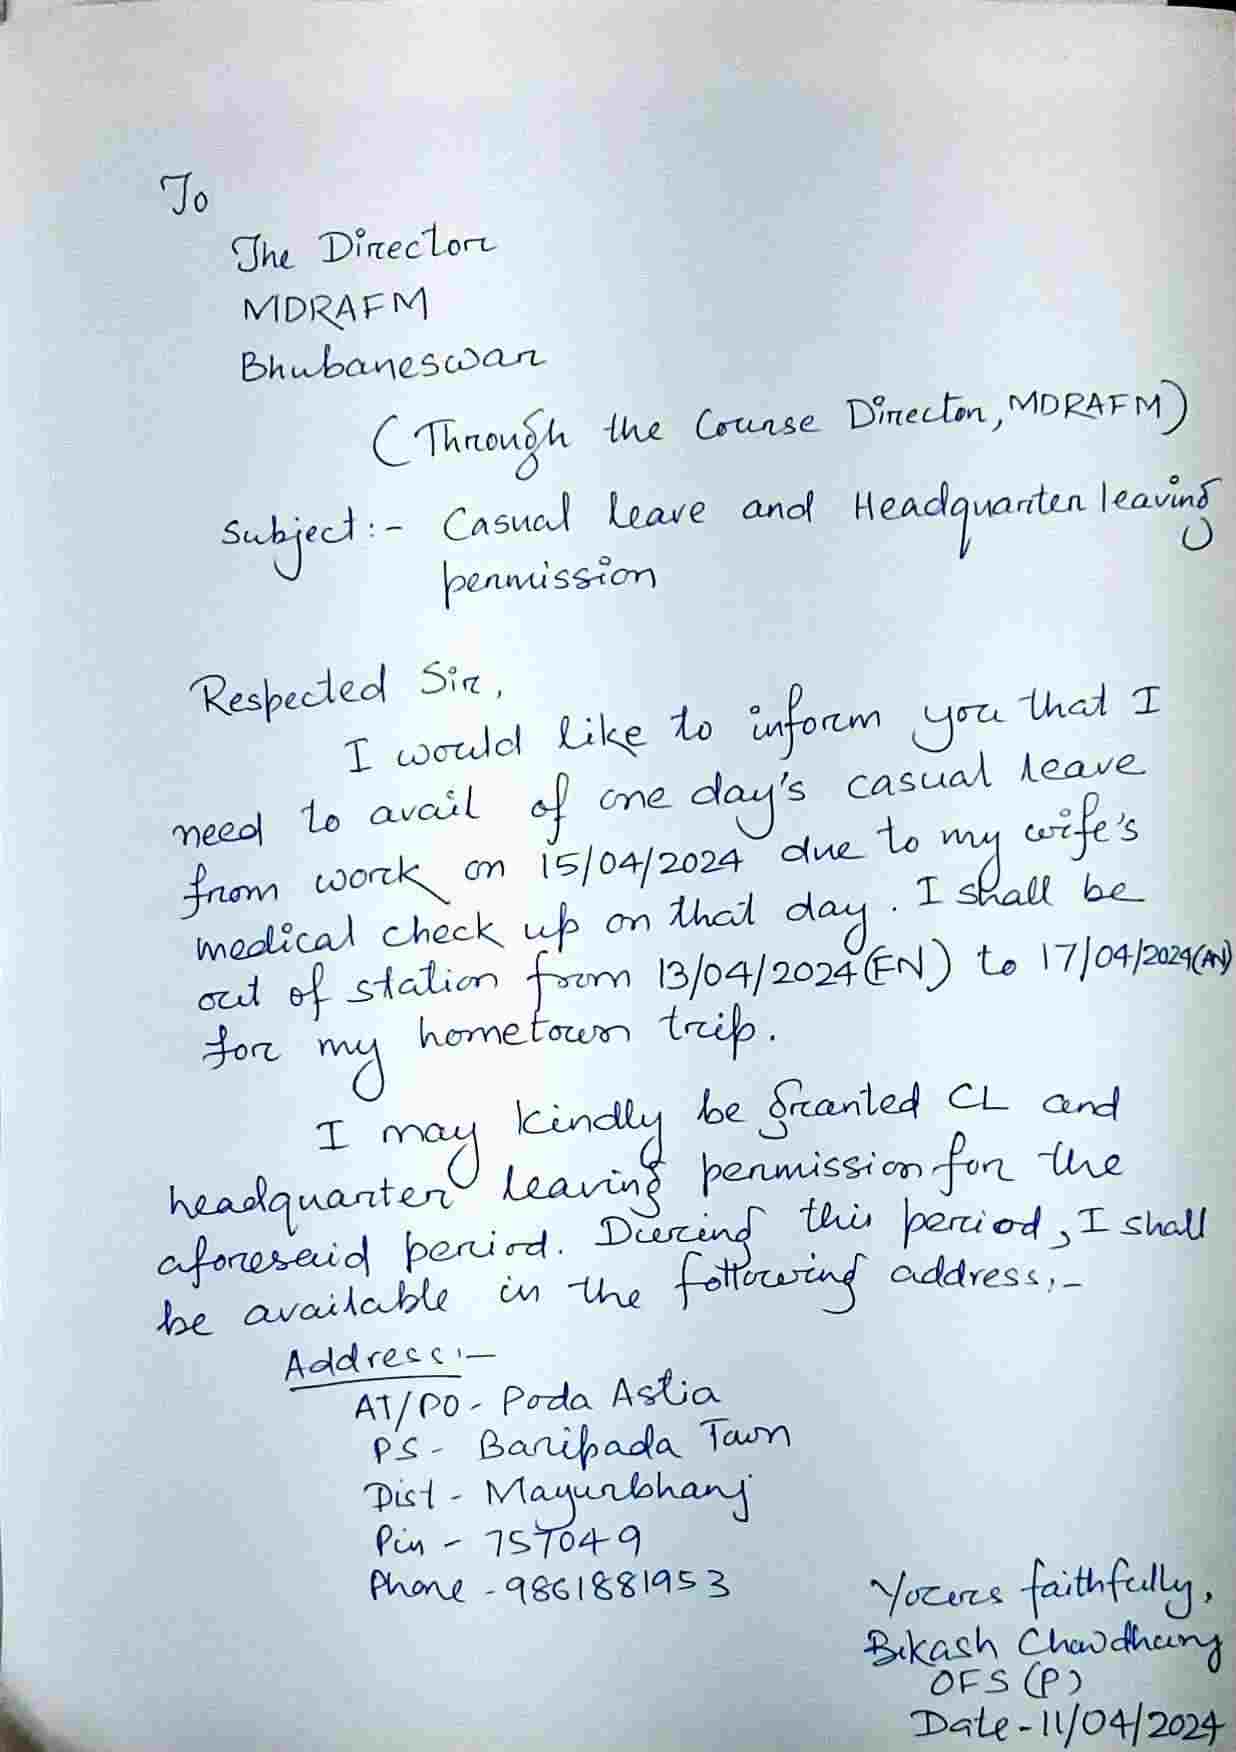 To
The Director
MDRAFM
Bhubaneswar
(Through the Course Director, MDRAFM)
Subject:- Casual leave and Headquarter leaving
permission
Respected Sir,
I would like to inform you that I
need to avail of one day's casual leave
from work on 15/04/2024 due to my wife's
medical check up on that day. I shall be
out of station from 13/04/2024(FN) to 17/04/2024(AN)
for my hometown trip.
I may kindly be granted CL and
headquarter leaving permission for the
aforesaid period. During this period, I shall
be available in the following address:-
Address:-
AT/PO - Poda Astia
PS - Baripada Town
Dist - Mayurbhanj
Pin - 757049
Phone - 9861881953
Yours faithfully,
Bikash Chowdhury
OFS (P)
Date - 11/04/2024